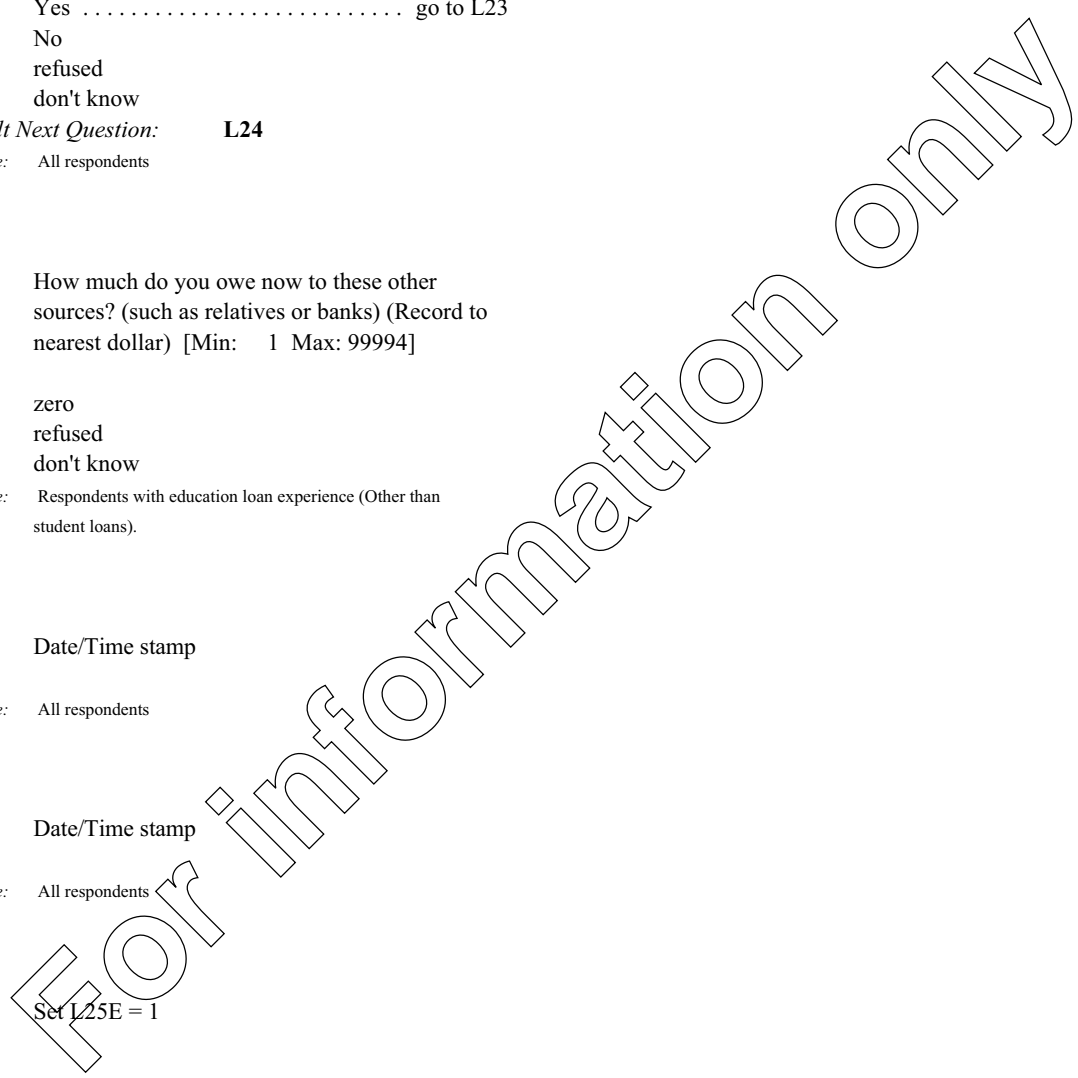 Yes . . . . . . . . . . . . . . . . . . . . . . . . . . . go to L23
No
refused
don't know
lt Next Question: L24
e: All respondents
How much do you owe now to these other
sources? (such as relatives or banks) (Record to
nearest dollar) [Min: 1 Max: 99994]
zero
refused
don't know
e: Respondents with education loan experience (Other than
student loans).
Date/Time stamp
e: All respondents
Date/Time stamp
e: All respondents
Set L25E = 1
For information only